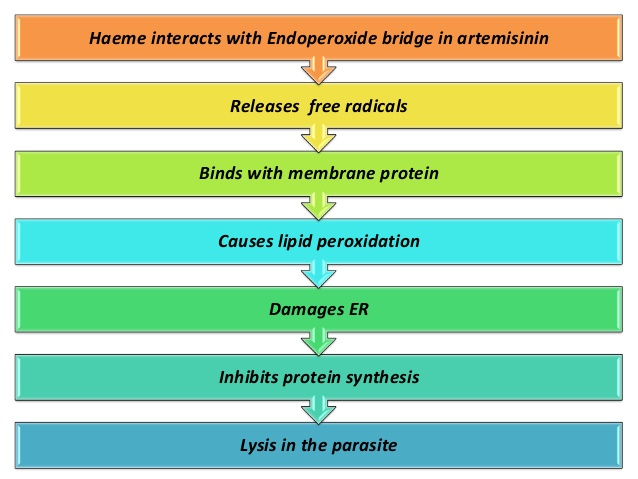 Haeme interacts with Endoperoxide bridge in artemisinin
Releases free radicals
Binds with membrane protein
Causes lipid peroxidation
Damages ER
Inhibits protein synthesis
Lysis in the parasite